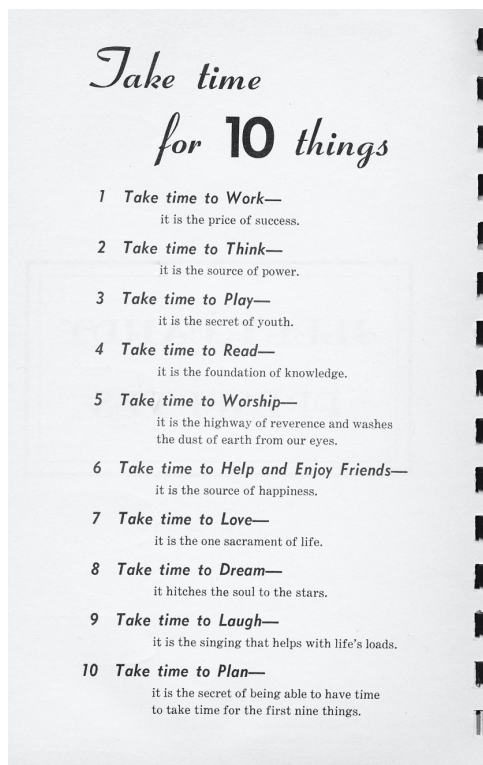 Take time
for 10 things
1 Take time to Work—
it is the price of success.
2 Take time to Think—
it is the source of power.
3 Take time to Play—
it is the secret of youth.
4 Take time to Read—
it is the foundation of knowledge.
5 Take time to Worship—
it is the highway of reverence and washes
the dust of earth from our eyes.
6 Take time to Help and Enjoy Friends—
it is the source of happiness.
7 Take time to Love—
it is the one sacrament of life.
8 Take time to Dream—
it hitches the soul to the stars.
9 Take time to Laugh—
it is the singing that helps with life's loads.
10 Take time to Plan—
it is the secret of being able to have time
to take time for the first nine things.